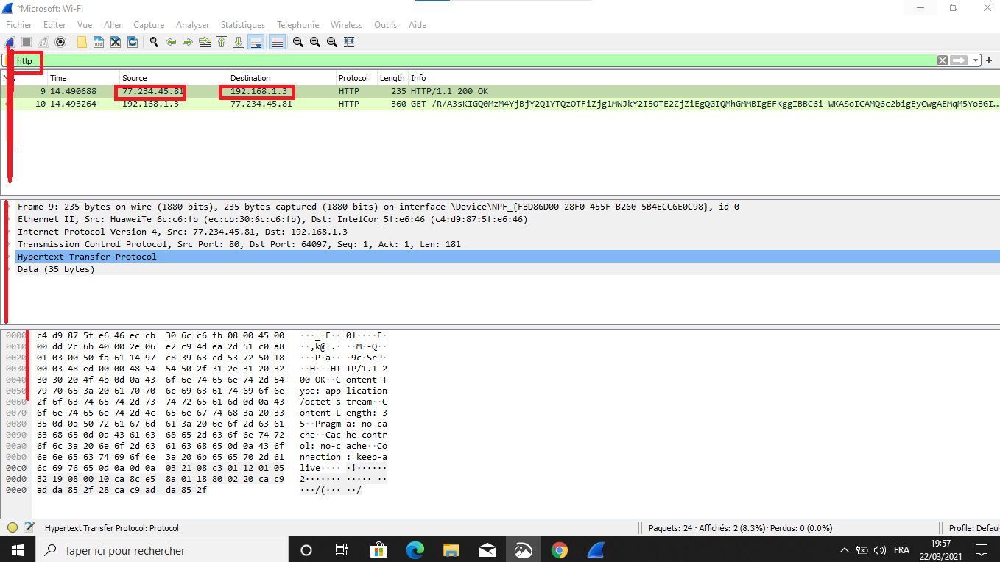 *Microsoft: Wi-Fi
Fichier Editer Vue Aller Capture Analyser Statistiques Telephonie Wireless Outils Aide
http
Time Source Destination Protocol Length Info
9 14.490688 77.234.45.81 192.168.1.3 HTTP 235 HTTP/1.1 200 OK
10 14.493264 192.168.1.3 77.234.45.81 HTTP 360 GET /R/A3sKIGQ0MzM4YjBjY2Q1YTQzOTFiZjg1MWJkY2I5OTE2ZjZiEgQGIQMhGMMBIgEFKggIBBC6i-WKASoICAMQ6c2bigEyCwgAEMqM5YoBGI…
Frame 9: 235 bytes on wire (1880 bits), 235 bytes captured (1880 bits) on interface \Device\NPF_{FBD86D00-28F0-455F-B260-5B4ECC6E0C98}, id 0
Ethernet II, Src: HuaweiTe_6c:c6:fb (ec:cb:30:6c:c6:fb), Dst: IntelCor_5f:e6:46 (c4:d9:87:5f:e6:46)
Internet Protocol Version 4, Src: 77.234.45.81, Dst: 192.168.1.3
Transmission Control Protocol, Src Port: 80, Dst Port: 64097, Seq: 1, Ack: 1, Len: 181
Hypertext Transfer Protocol
Data (35 bytes)
0000 c4 d9 87 5f e6 46 ec cb 30 6c c6 fb 08 00 45 00 ···_·F·· 0l····E·
0010 00 dd 2c 6b 40 00 2e 06 e2 c9 4d ea 2d 51 c0 a8 ··,k@·.· ··M·-Q··
0020 01 03 00 50 fa 61 14 97 c8 39 63 cd 53 72 50 18 ···P·a·· ·9c·SrP·
0030 00 03 48 ed 00 00 48 54 54 50 2f 31 2e 31 20 32 ··H···HT TP/1.1 2
0040 30 30 20 4f 4b 0d 0a 43 6f 6e 74 65 6e 74 2d 54 00 OK··C ontent-T
0050 79 70 65 3a 20 61 70 70 6c 69 63 61 74 69 6f 6e ype: app lication
0060 2f 6f 63 74 65 74 2d 73 74 72 65 61 6d 0d 0a 43 /octet-s tream··C
0070 6f 6e 74 65 6e 74 2d 4c 65 6e 67 74 68 3a 20 33 ontent-L ength: 3
0080 35 0d 0a 50 72 61 67 6d 61 3a 20 6e 6f 2d 63 61 5··Pragm a: no-ca
0090 63 68 65 0d 0a 43 61 63 68 65 2d 63 6f 6e 74 72 che··Cac he-contr
00a0 6f 6c 3a 20 6e 6f 2d 63 61 63 68 65 0d 0a 43 6f ol: no-c ache··Co
00b0 6e 6e 65 63 74 69 6f 6e 3a 20 6b 65 65 70 2d 61 nnection : keep-a
00c0 6c 69 76 65 0d 0a 0d 0a 03 21 08 c3 01 12 01 05 live···· ·!······
00d0 32 19 08 00 10 ca 8c e5 8a 01 18 80 02 20 ca c9 2······· ····· ··
00e0 ad da 85 2f 28 ca c9 ad da 85 2f ···/(··· ··/
Hypertext Transfer Protocol: Protocol
Paquets: 24 · Affichés: 2 (8.3%) · Perdus: 0 (0.0%)
Profile: Defaul
Taper ici pour rechercher
FRA
19:57
22/03/2021